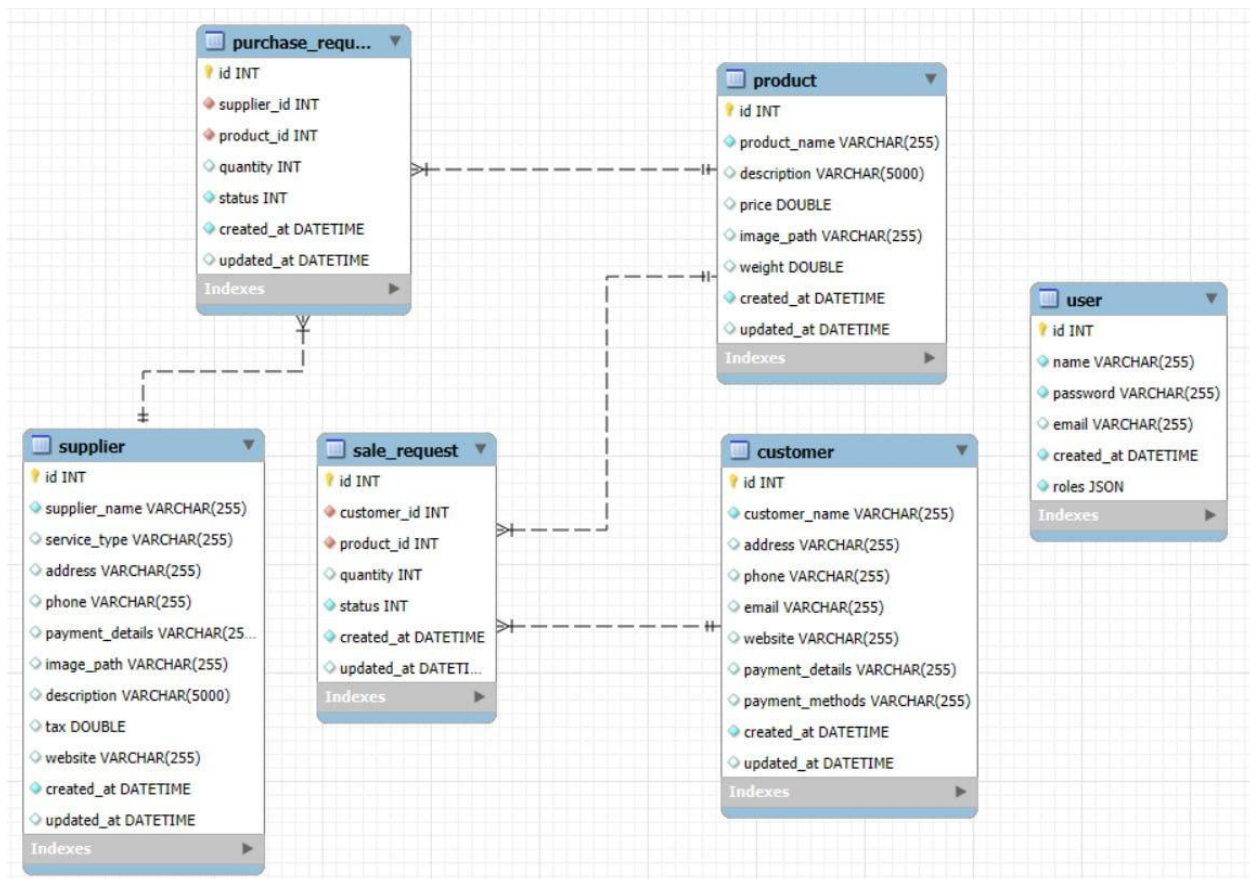 purchase_requ...
id INT
supplier_id INT
product_id INT
quantity INT
status INT
created_at DATETIME
updated_at DATETIME
Indexes
product
id INT
product_name VARCHAR(255)
description VARCHAR(5000)
price DOUBLE
image_path VARCHAR(255)
weight DOUBLE
created_at DATETIME
updated_at DATETIME
Indexes
user
id INT
name VARCHAR(255)
password VARCHAR(255)
email VARCHAR(255)
created_at DATETIME
roles JSON
Indexes
supplier
id INT
supplier_name VARCHAR(255)
service_type VARCHAR(255)
address VARCHAR(255)
phone VARCHAR(255)
payment_details VARCHAR(25...
image_path VARCHAR(255)
description VARCHAR(5000)
tax DOUBLE
website VARCHAR(255)
created_at DATETIME
updated_at DATETIME
Indexes
sale_request
id INT
customer_id INT
product_id INT
quantity INT
status INT
created_at DATETIME
updated_at DATETI...
Indexes
customer
id INT
customer_name VARCHAR(255)
address VARCHAR(255)
phone VARCHAR(255)
email VARCHAR(255)
website VARCHAR(255)
payment_details VARCHAR(255)
payment_methods VARCHAR(255)
created_at DATETIME
updated_at DATETIME
Indexes